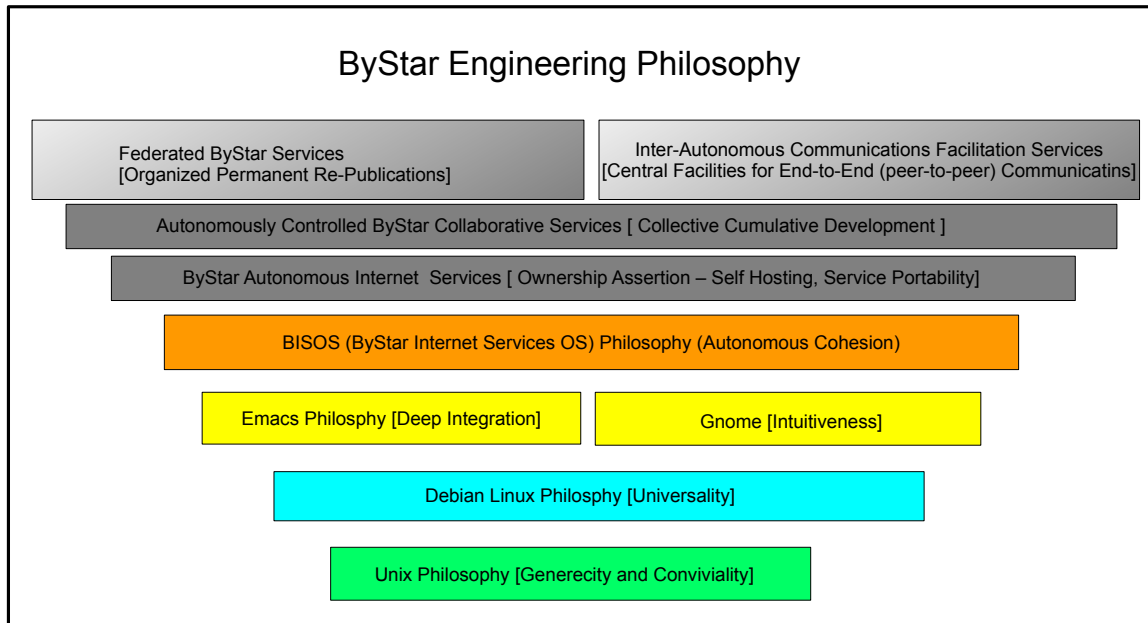 ByStar Engineering Philosophy
Federated ByStar Services
[Organized Permanent Re-Publications]
Inter-Autonomous Communications Facilitation Services
[Central Facilities for End-to-End (peer-to-peer) Communicatins]
Autonomously Controlled ByStar Collaborative Services [ Collective Cumulative Development ]
ByStar Autonomous Internet Services [ Ownership Assertion – Self Hosting, Service Portability]
BISOS (ByStar Internet Services OS) Philosophy (Autonomous Cohesion)
Emacs Philosphy [Deep Integration]
Gnome [Intuitiveness]
Debian Linux Philosphy [Universality]
Unix Philosophy [Generecity and Conviviality]